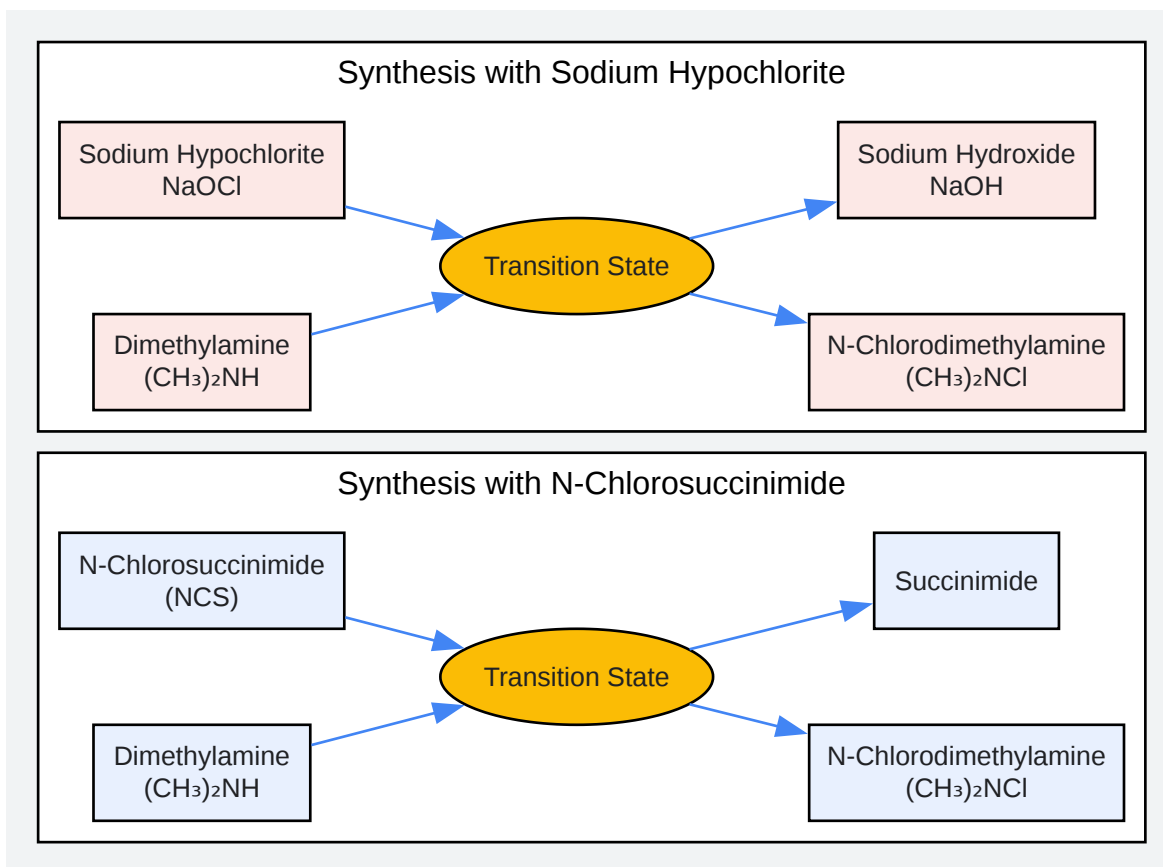 Synthesis with Sodium Hypochlorite
Sodium Hypochlorite
NaOCl
Sodium Hydroxide
NaOH
Transition State
Dimethylamine
(CH₃)₂NH
N-Chlorodimethylamine
(CH₃)₂NCl
Synthesis with N-Chlorosuccinimide
N-Chlorosuccinimide
(NCS)
Succinimide
Transition State
Dimethylamine
(CH₃)₂NH
N-Chlorodimethylamine
(CH₃)₂NCl